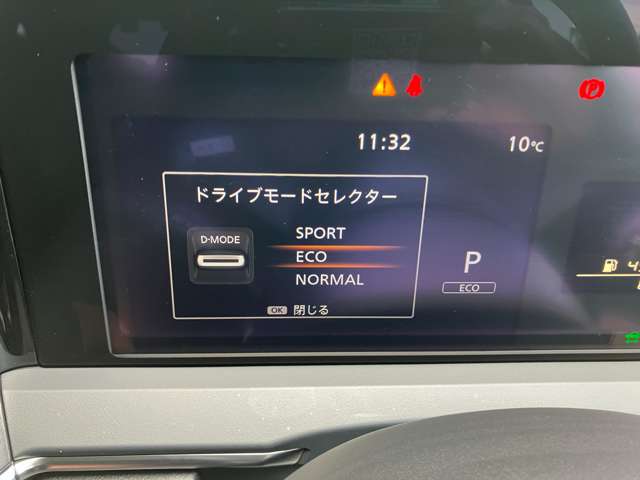 11:32 10℃
ドライブモードセレクター
D-MODE
SPORT
ECO
NORMAL
OK 閉じる
P
ECO